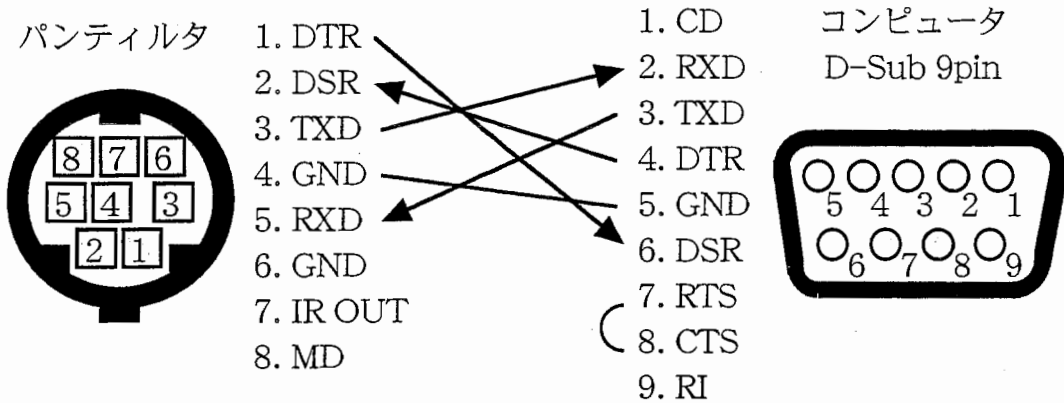 パンティルタ
1. DTR
2. DSR
3. TXD
4. GND
5. RXD
6. GND
7. IR OUT
8. MD
8 7 6
5 4 3
2 1
1. CD
2. RXD
3. TXD
4. DTR
5. GND
6. DSR
7. RTS
8. CTS
9. RI
コンピュータ
D-Sub 9pin
5 4 3 2 1
6 7 8 9